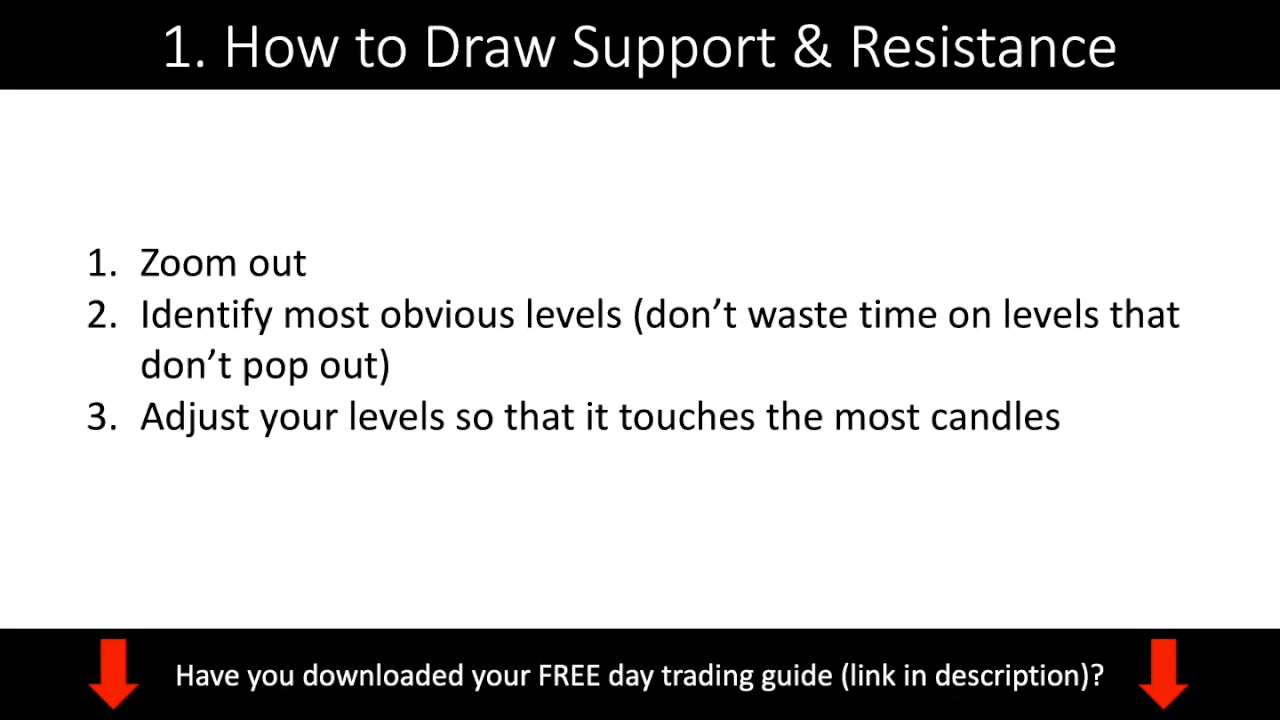 1. How to Draw Support & Resistance
1. Zoom out
2. Identify most obvious levels (don’t waste time on levels that
don’t pop out)
3. Adjust your levels so that it touches the most candles
Have you downloaded your FREE day trading guide (link in description)?